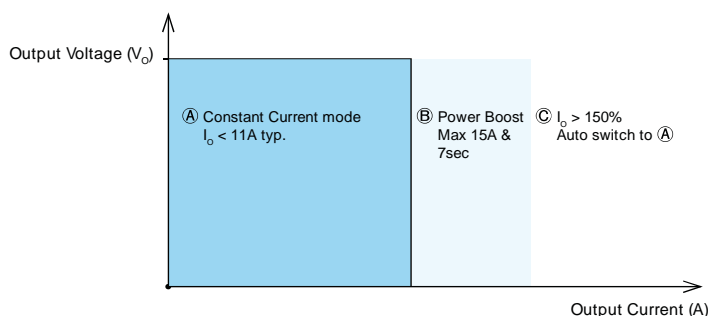 Output Voltage (Vo)
Ⓐ Constant Current mode
Io < 11A typ.
Ⓑ Power Boost
Max 15A &
7sec
Ⓒ Io > 150%
Auto switch to Ⓐ
Output Current (A)